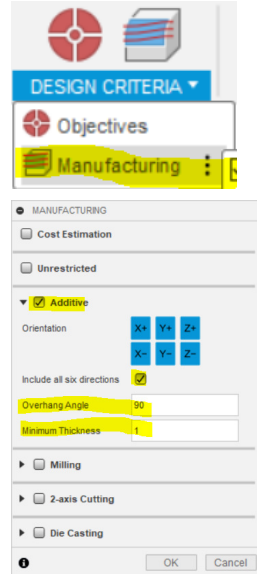 DESIGN CRITERIA
Objectives
Manufacturing
MANUFACTURING
Cost Estimation
Unrestricted
Additive
Orientation
X+ Y+ Z+
X- Y- Z-
Include all six directions
Overhang Angle 90
Minimum Thickness 1
Milling
2-axis Cutting
Die Casting
OK Cancel